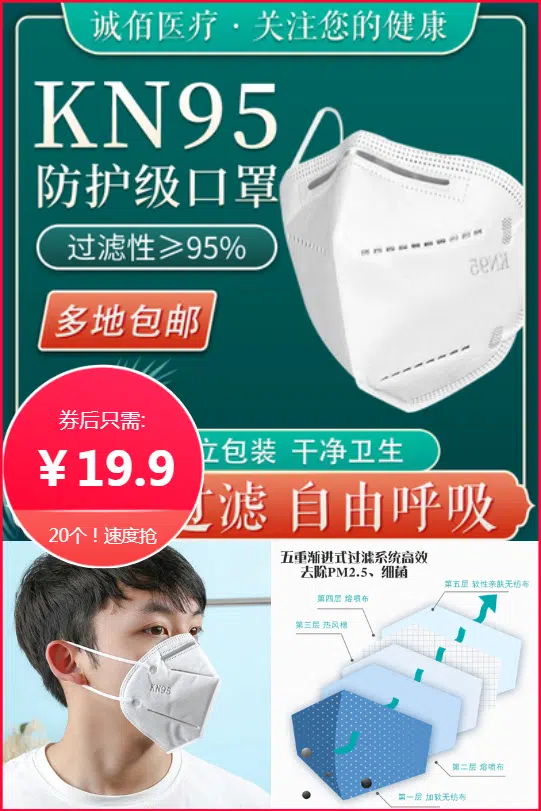 诚佰医疗·关注您的健康
KN95
防护级口罩
过滤性≥95%
多地包邮
KN95
券后只需:
¥19.9
20个！速度抢
立包装 干净卫生
过滤 自由呼吸
KN95
五重渐进式过滤系统高效
去除PM2.5、细菌
第五层 软性亲肤无纺布
第四层 熔喷布
第三层 热风棉
第二层 熔喷布
第一层 加软无纺布